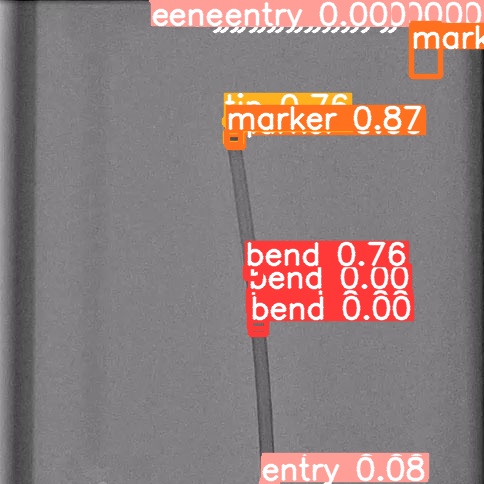 eeneentry 0.0000000
mark
tip 0.76
marker 0.87
bend 0.76
bend 0.00
bend 0.00
entry 0.08